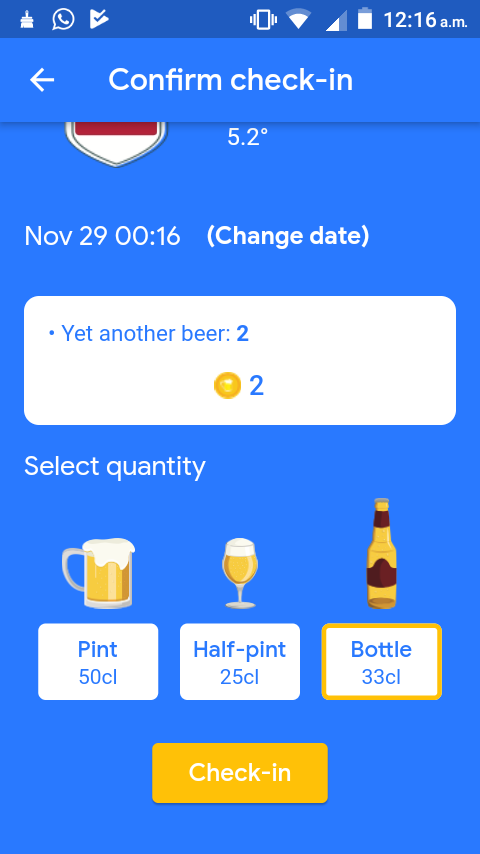 12:16 a.m.
Confirm check-in
5.2°
Nov 29 00:16 (Change date)
• Yet another beer: 2
2
Select quantity
Pint Half-pint Bottle
50cl 25cl 33cl
Check-in